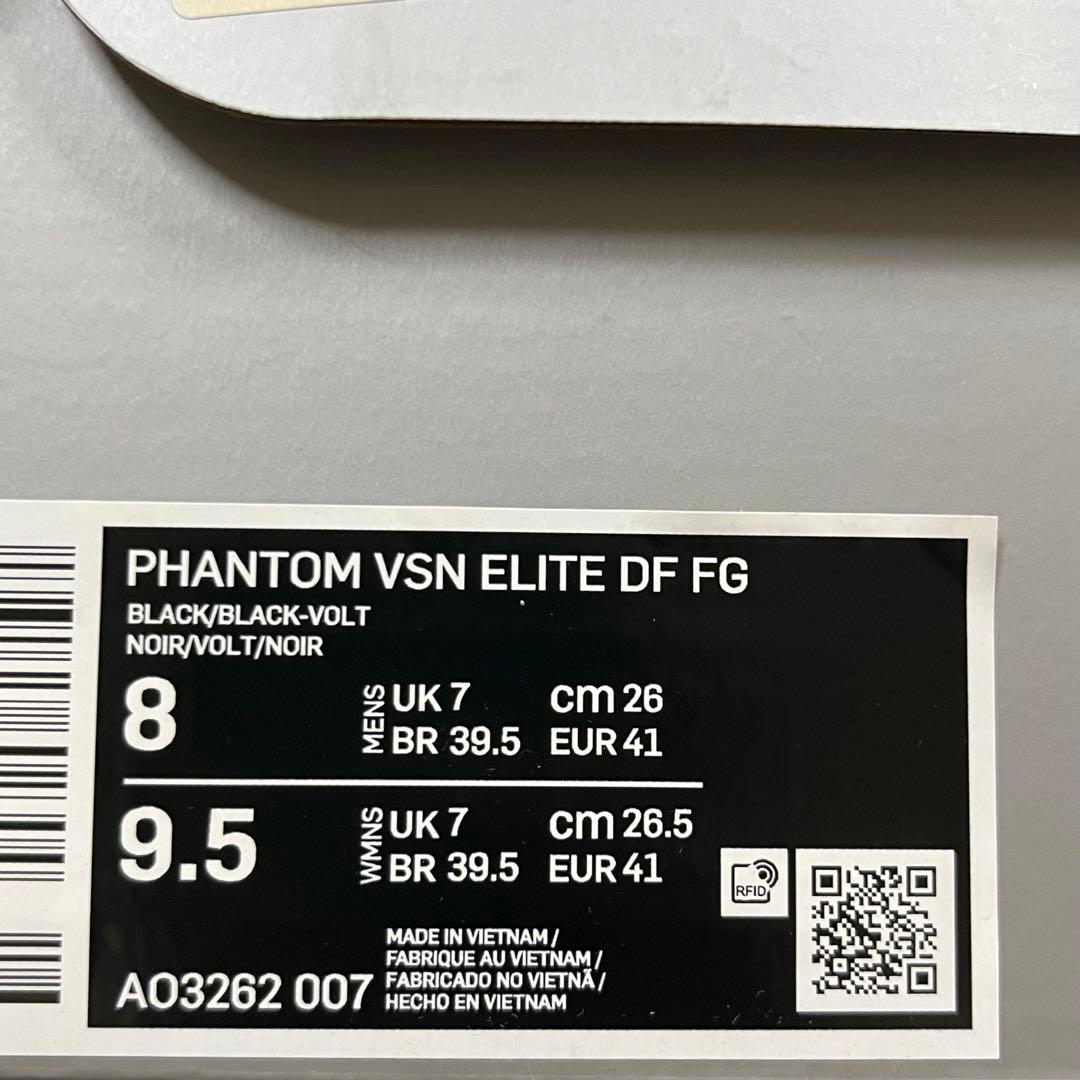 PHANTOM VSN ELITE DF FG
BLACK/BLACK-VOLT
NOIR/VOLT/NOIR
8
MENS
UK 7 cm 26
BR 39.5 EUR 41
9.5
WMNS
UK 7 cm 26.5
BR 39.5 EUR 41
RFID
MADE IN VIETNAM /
FABRIQUE AU VIETNAM /
FABRICADO NO VIETNÃ /
HECHO EN VIETNAM
AO3262 007